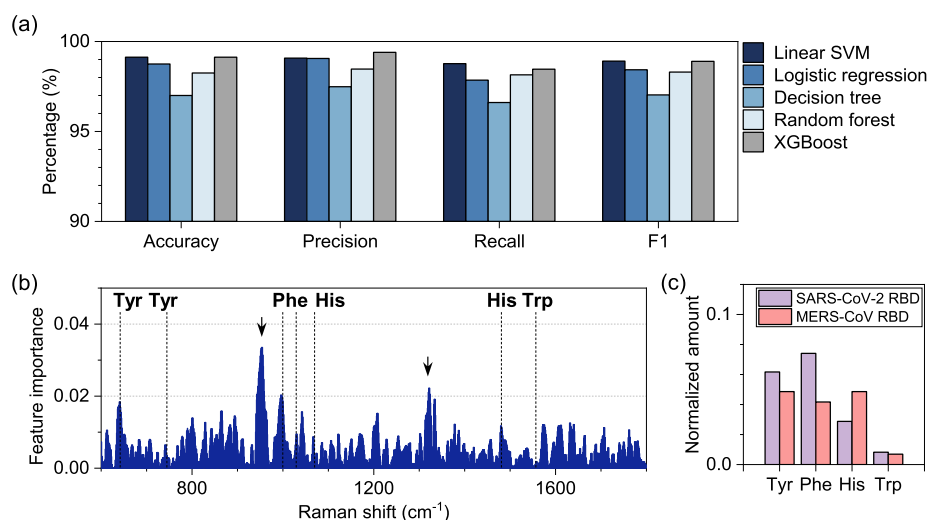 (a)
100
95
90
Percentage (%)
Accuracy
Precision
Recall
F1
Linear SVM
Logistic regression
Decision tree
Random forest
XGBoost
(b)
Tyr Tyr
Phe His
His Trp
0.04
0.02
0.00
Feature importance
800
1200
1600
Raman shift (cm⁻¹)
(c)
SARS-CoV-2 RBD
MERS-CoV RBD
0.1
0.0
Normalized amount
Tyr Phe His Trp